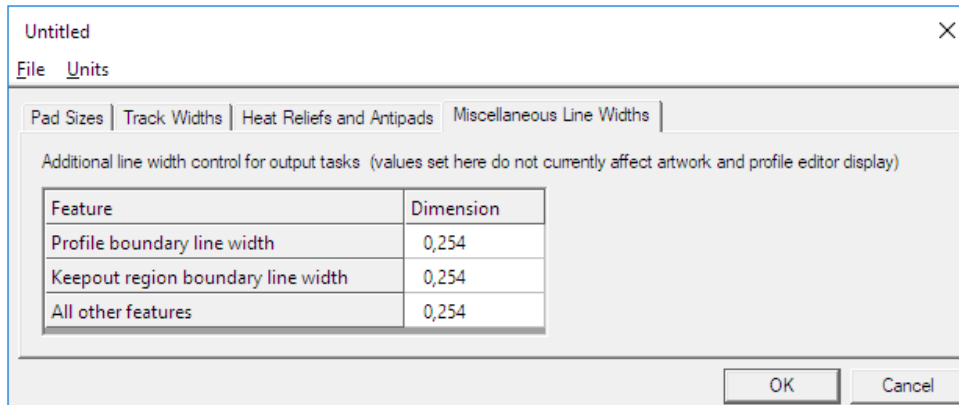 Untitled
File Units
Pad Sizes Track Widths Heat Reliefs and Antipads Miscellaneous Line Widths
Additional line width control for output tasks (values set here do not currently affect artwork and profile editor display)
Feature Dimension
Profile boundary line width 0,254
Keepout region boundary line width 0,254
All other features 0,254
OK Cancel